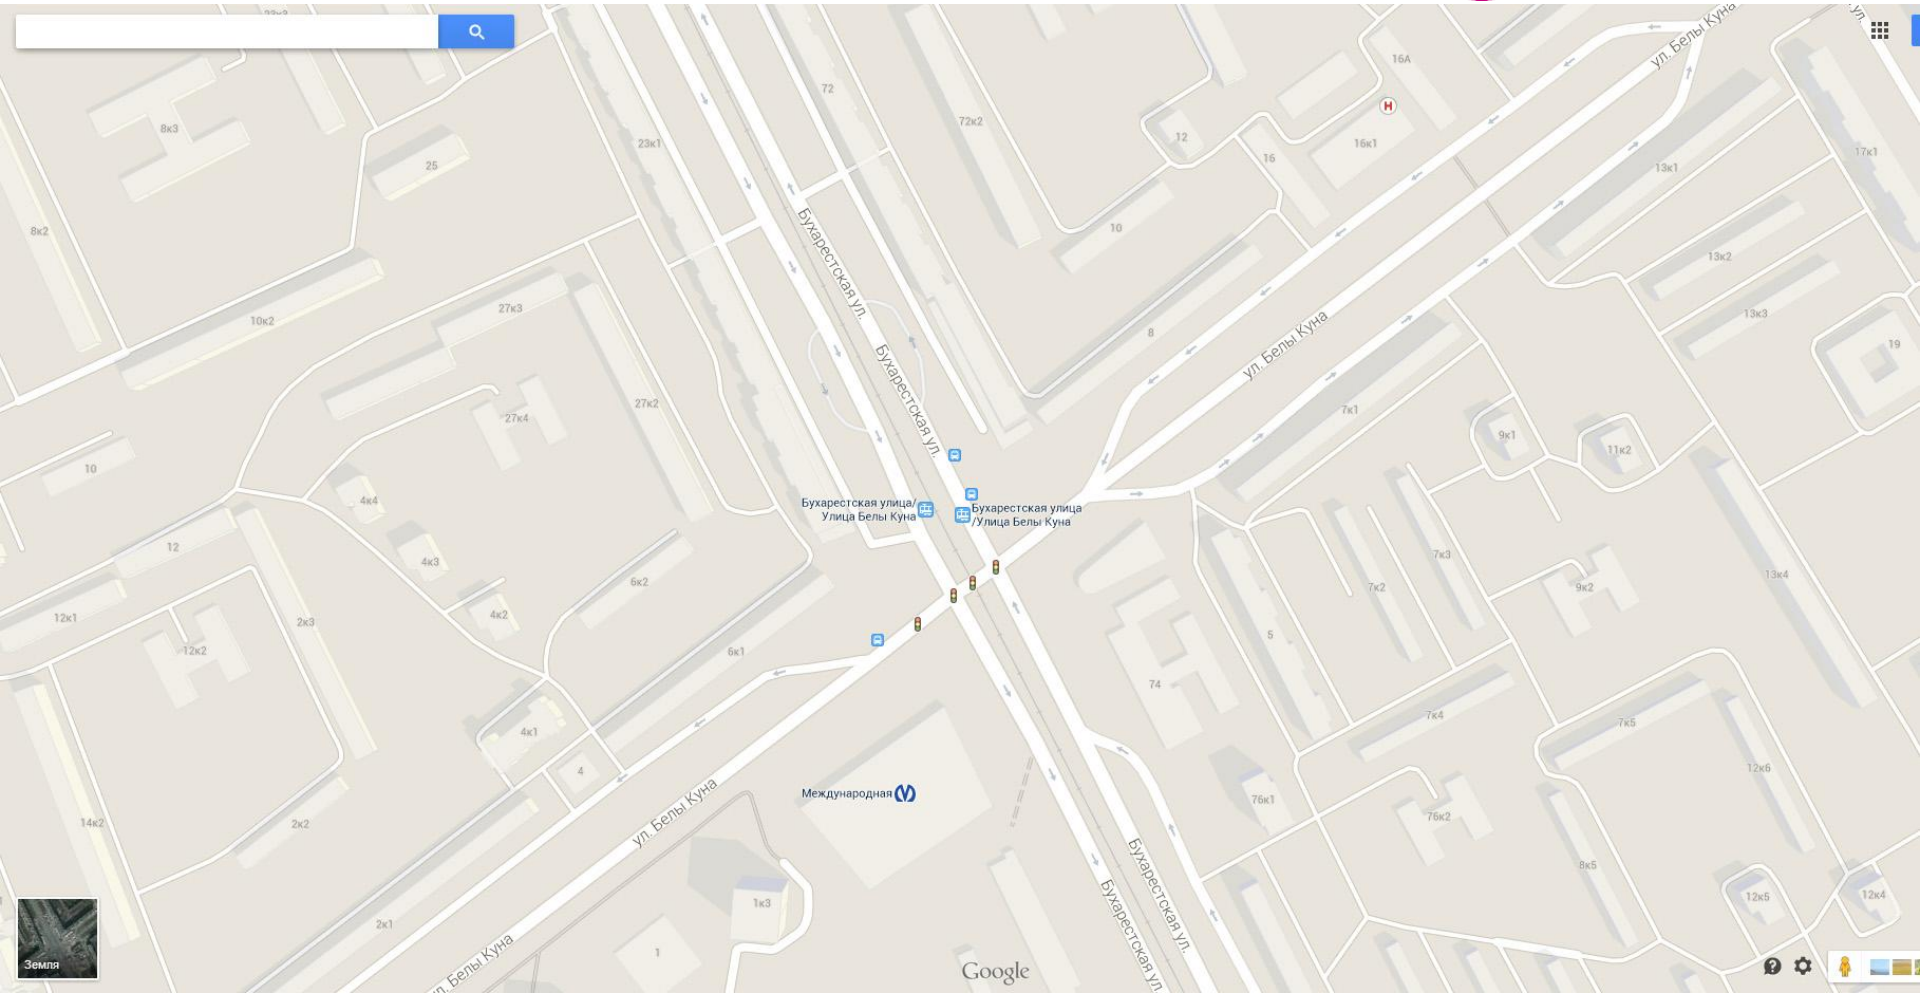 72
16А
ул. Белы Куна
8к3
72к2
12
16к1
23к1
16
25
17к1
13к1
8к2
10
Бухарестская ул.
13к2
27к3
10к2
8
13к3
ул. Белы Куна
19
Бухарестская ул.
27к2
7к1
27к4
9к1
11к2
10
4к4
Бухарестская улица/
Улица Белы Куна
Бухарестская улица
/Улица Белы Куна
12
4к3
7к3
13к4
6к2
7к2
9к2
4к2
12к1
2к3
5
12к2
6к1
74
7к4
7к5
4к1
4
12к6
Международная
76к1
76к2
ул. Белы Куна
14к2
2к2
8к5
Бухарестская ул.
1к3
12к5
12к4
2к1
Бухарестская ул
1
л. Белы Куна
Земля
Google